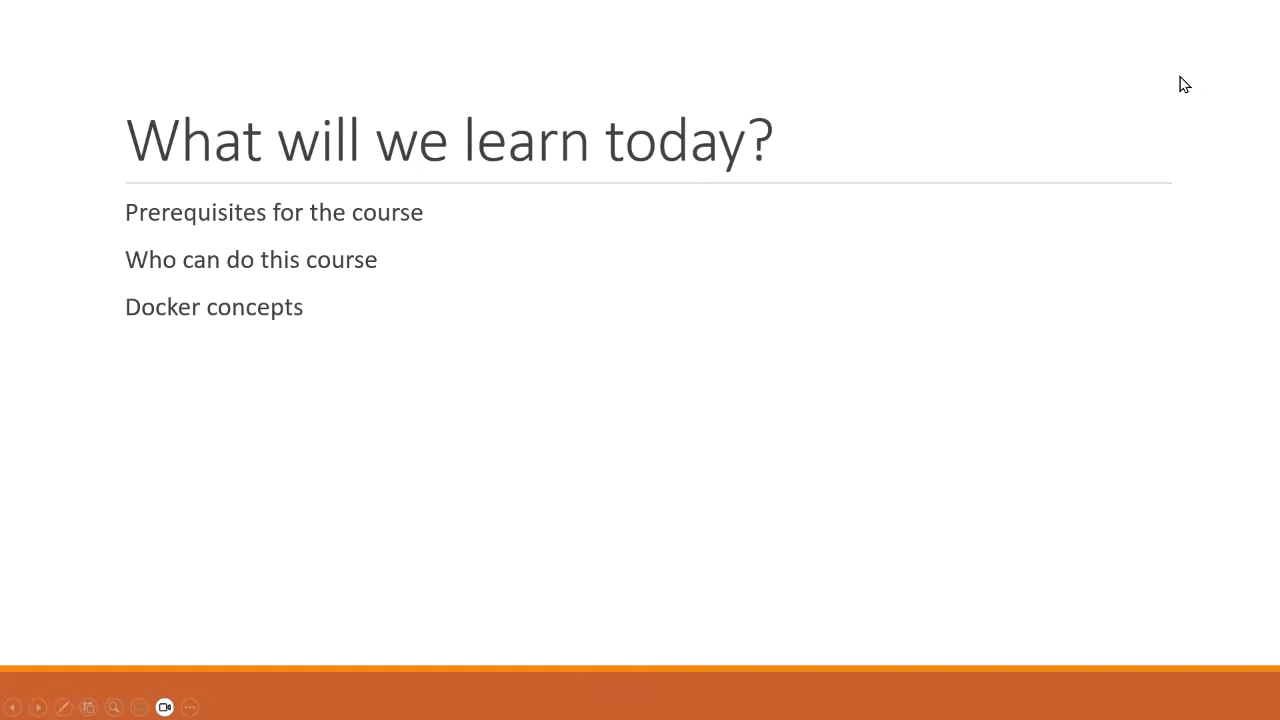 What will we learn today?
Prerequisites for the course
Who can do this course
Docker concepts